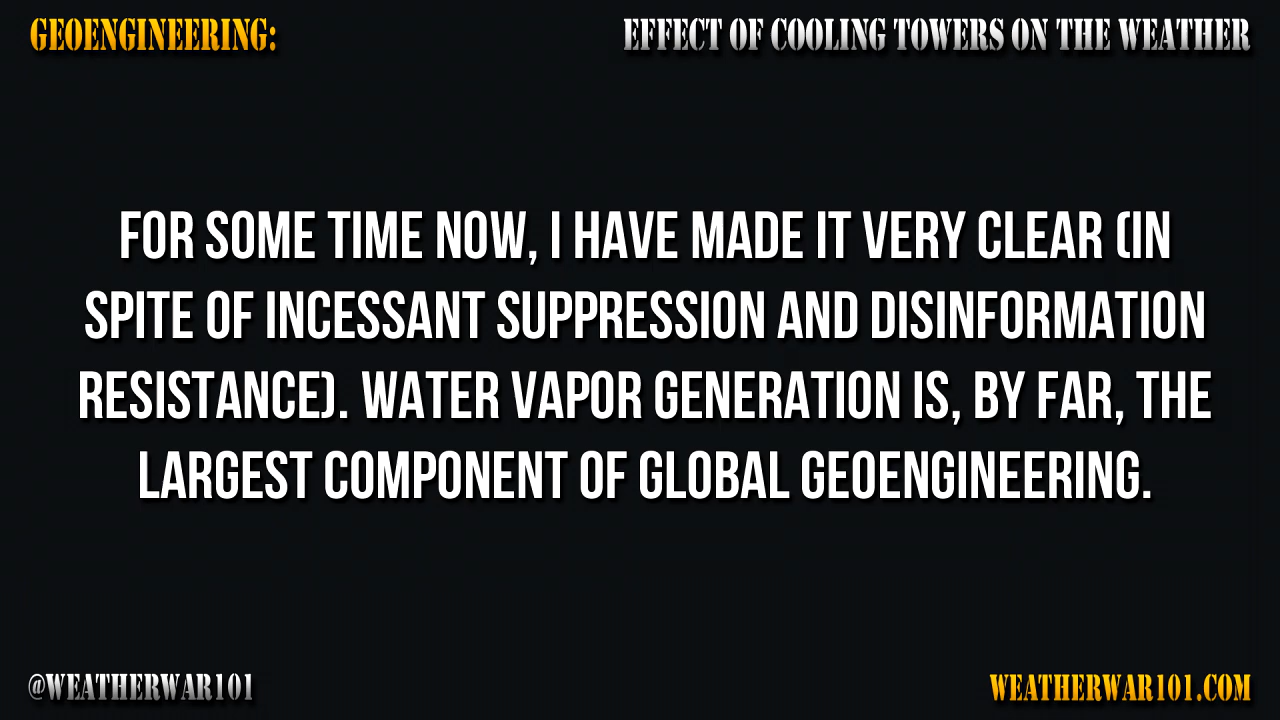 GEOENGINEERING:
EFFECT OF COOLING TOWERS ON THE WEATHER
FOR SOME TIME NOW, I HAVE MADE IT VERY CLEAR (IN
SPITE OF INCESSANT SUPPRESSION AND DISINFORMATION
RESISTANCE). WATER VAPOR GENERATION IS, BY FAR, THE
LARGEST COMPONENT OF GLOBAL GEOENGINEERING.
@WEATHERWAR101
WEATHERWAR101.COM